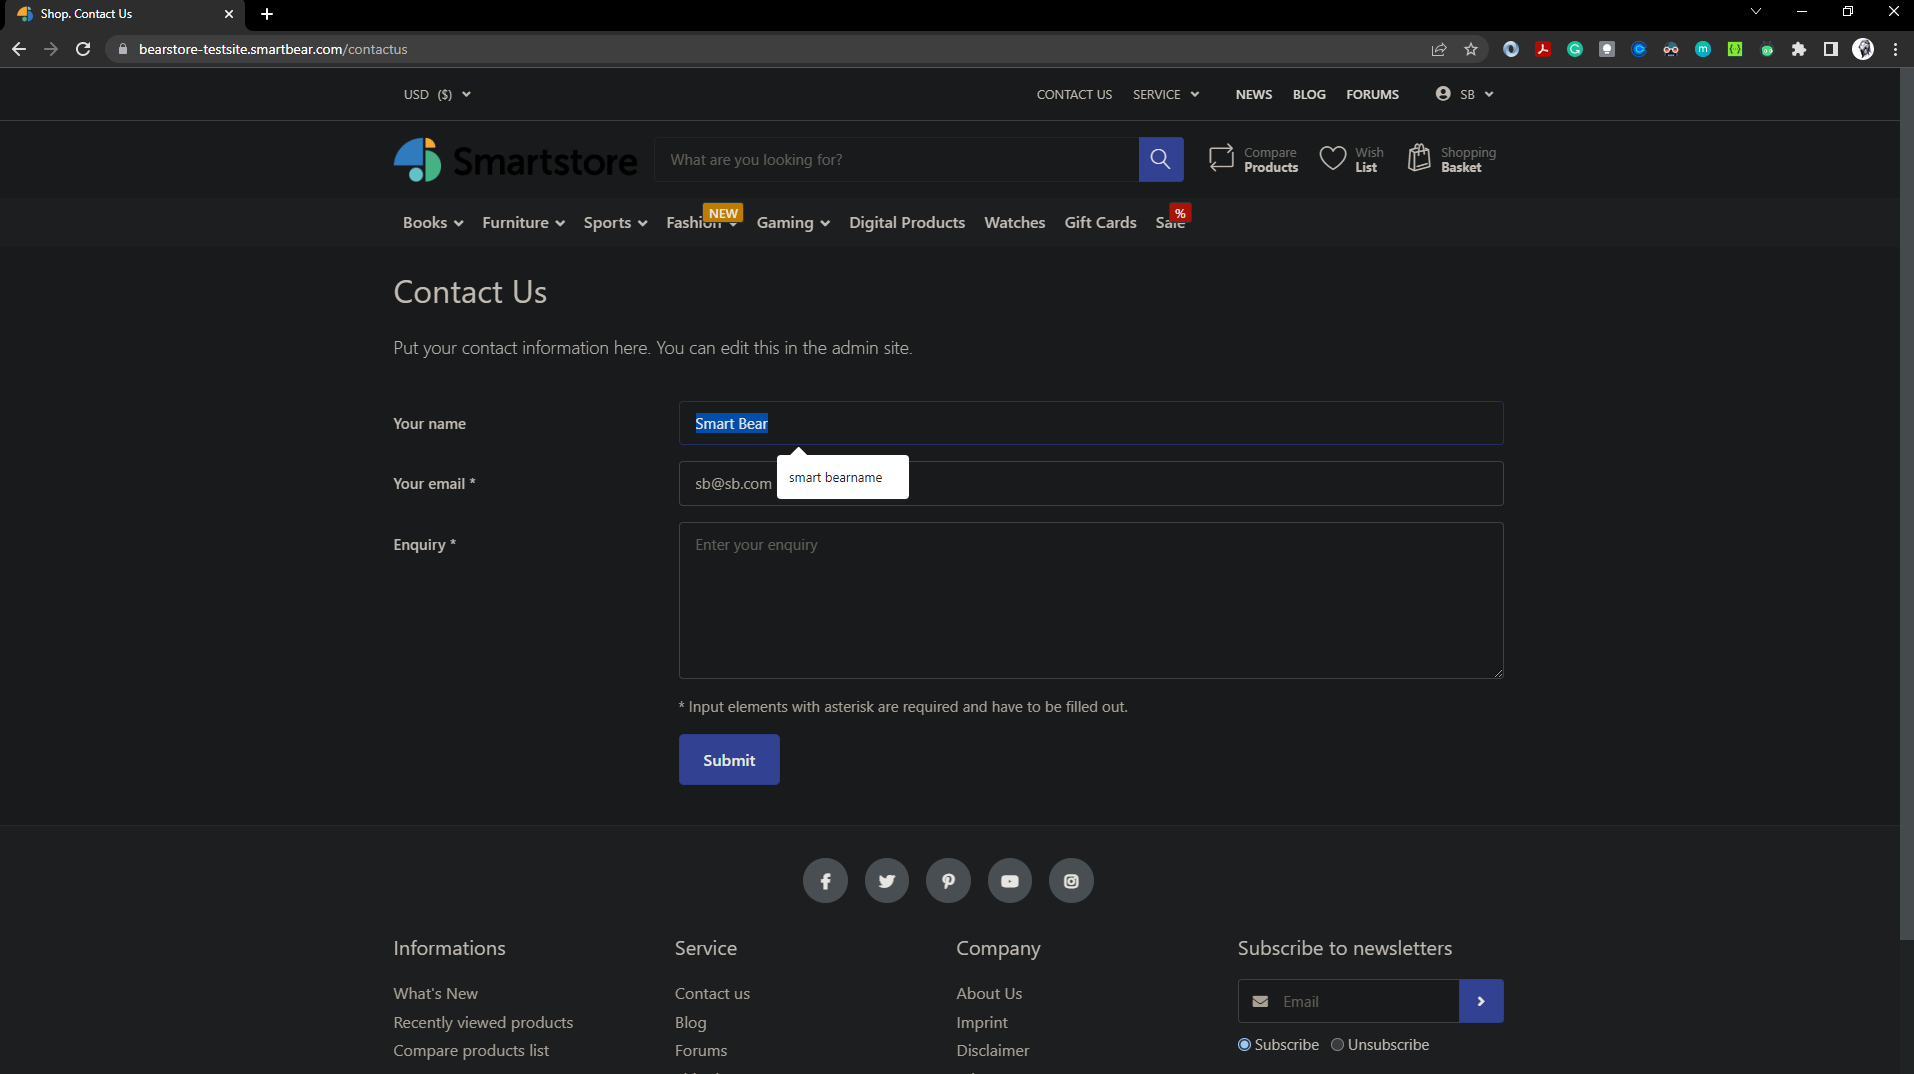 Shop. Contact Us
bearstore-testsite.smartbear.com/contactus
USD ($)
CONTACT US SERVICE NEWS BLOG FORUMS SB
Smartstore
What are you looking for?
Compare Products
Wish List
Shopping Basket
Books Furniture Sports Fashion NEW Gaming Digital Products Watches Gift Cards Sale %
Contact Us
Put your contact information here. You can edit this in the admin site.
Your name Smart Bear
smart bearname
Your email * sb@sb.com
Enquiry * Enter your enquiry
* Input elements with asterisk are required and have to be filled out.
Submit
Informations
What's New
Recently viewed products
Compare products list
Service
Contact us
Blog
Forums
Company
About Us
Imprint
Disclaimer
Subscribe to newsletters
Email
Subscribe Unsubscribe